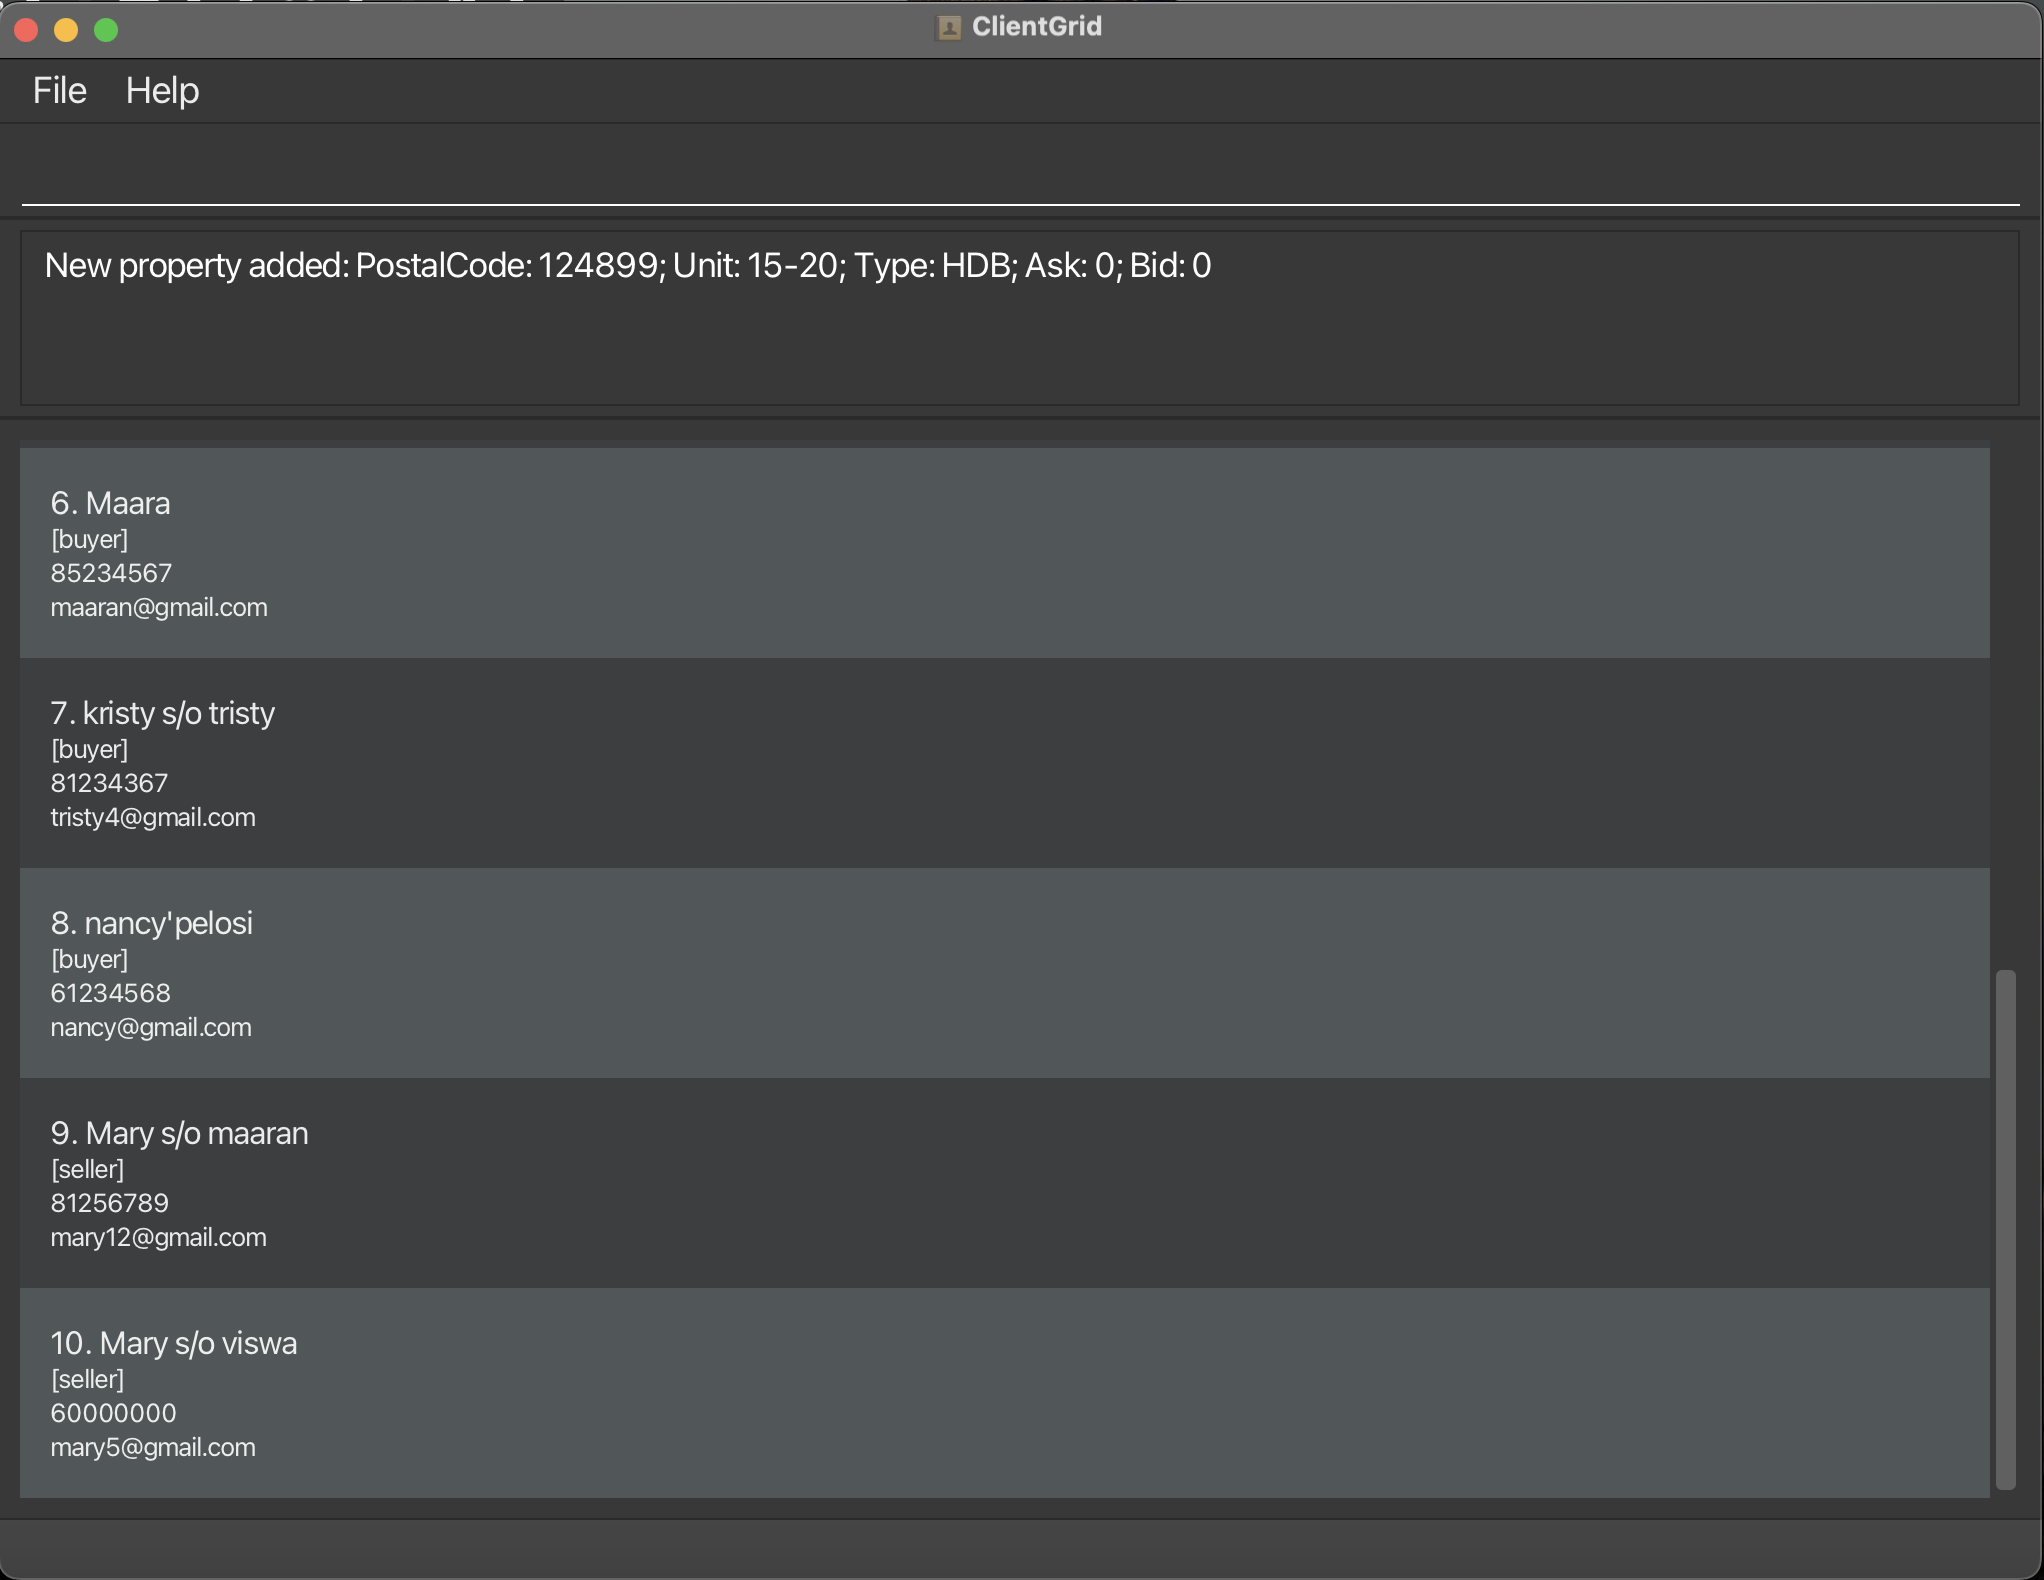 ClientGrid
File Help
New property added: PostalCode: 124899; Unit: 15-20; Type: HDB; Ask: 0; Bid: 0
6. Maara
[buyer]
85234567
maaran@gmail.com
7. kristy s/o tristy
[buyer]
81234367
tristy4@gmail.com
8. nancy'pelosi
[buyer]
61234568
nancy@gmail.com
9. Mary s/o maaran
[seller]
81256789
mary12@gmail.com
10. Mary s/o viswa
[seller]
60000000
mary5@gmail.com